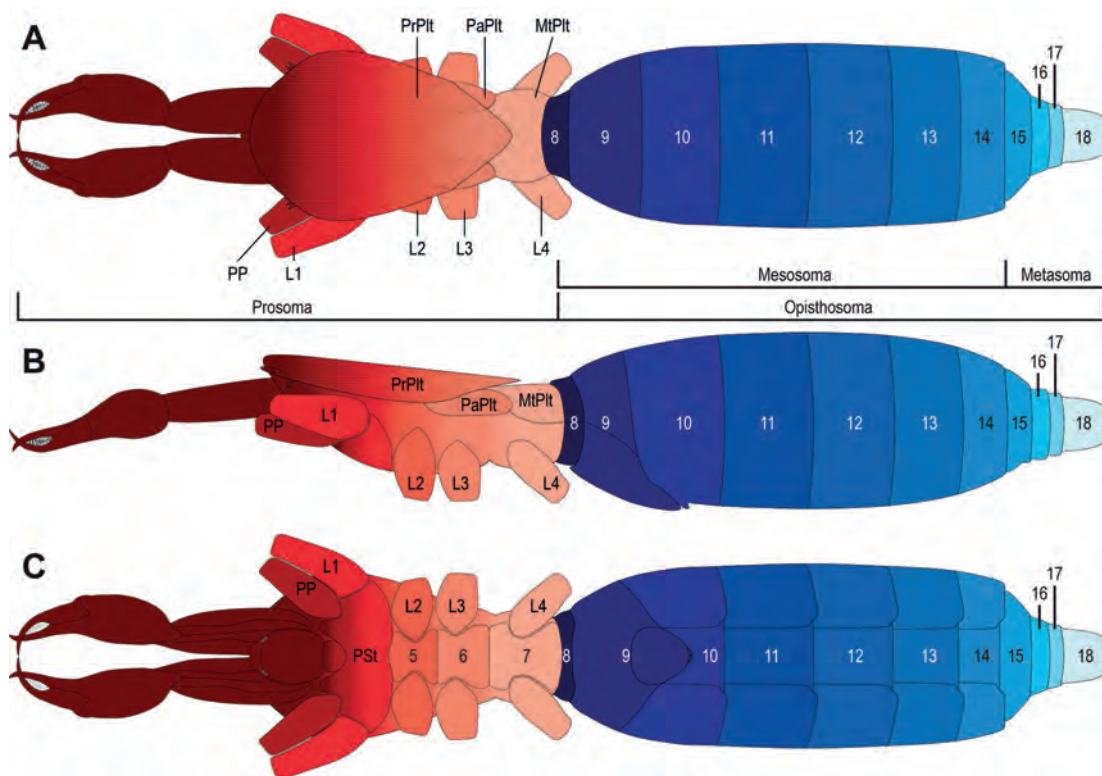 A
PrPlt PaPlt MtPlt
17
16
8 9 10 11 12 13 14 15 18
PP L1 L2 L3 L4
Mesosoma Metasoma
Prosoma Opisthosoma
B
17
16
PrPlt
PaPlt MtPlt
L1
PP
8 9 10 11 12 13 14 15 18
L2 L3 L4
C
17
16
L1
PP
L2 L3 L4
PSt 5 6 7 8 9 10 11 12 13 14 15 18